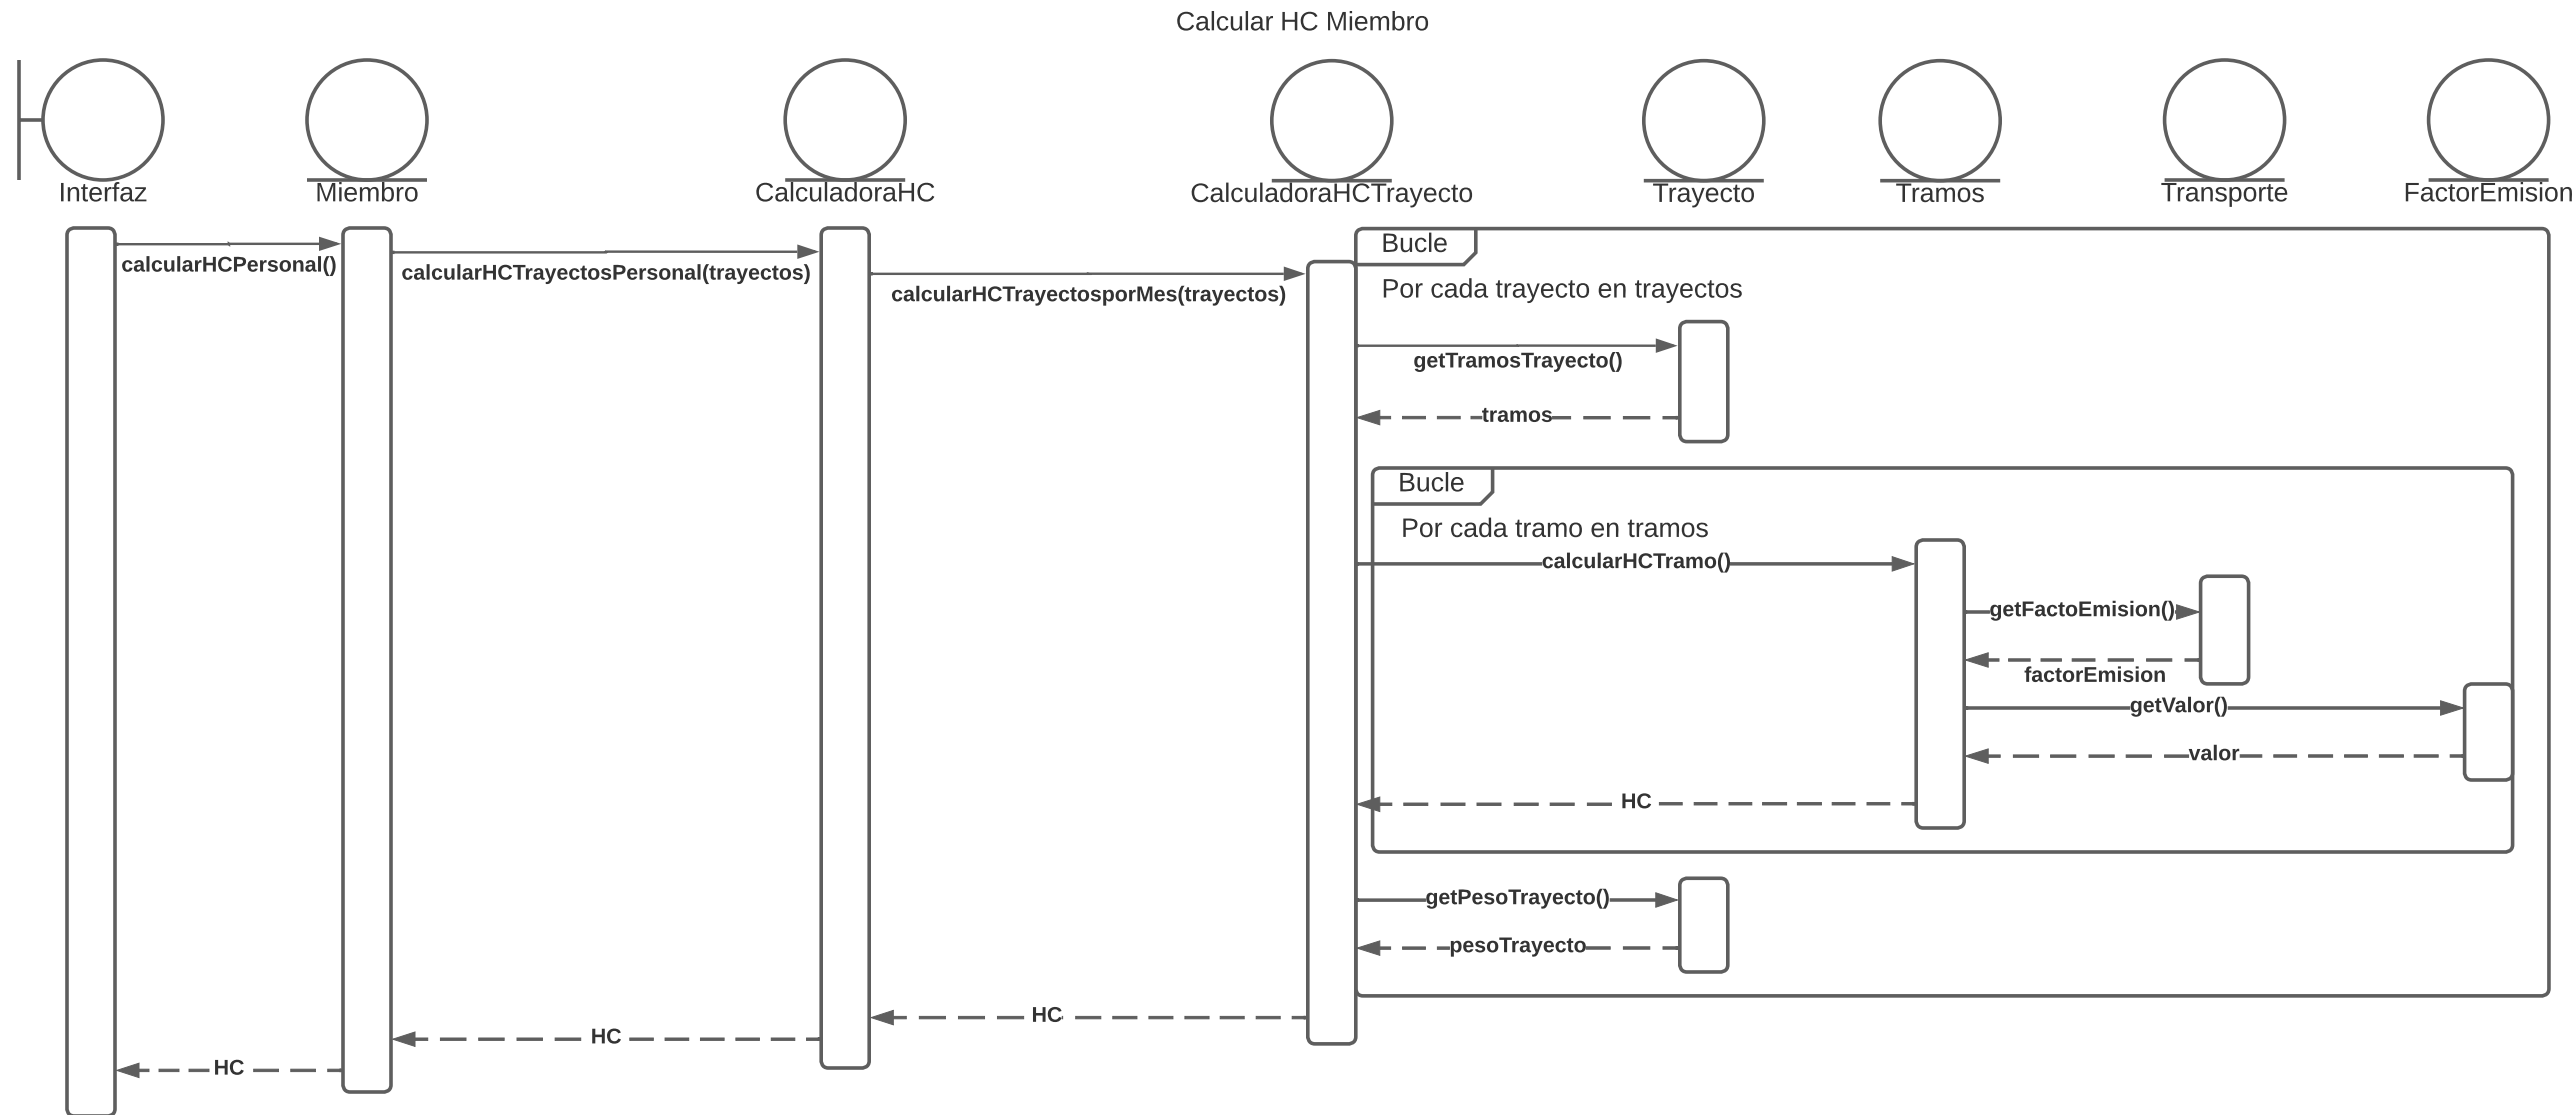 Calcular HC Miembro
Interfaz
Miembro
CalculadoraHC
CalculadoraHCTrayecto
Trayecto
Tramos
Transporte
FactorEmision
calcularHCPersonal()
calcularHCTrayectosPersonal(trayectos)
calcularHCTrayectosporMes(trayectos)
Bucle
Por cada trayecto en trayectos
getTramosTrayecto()
tramos
Bucle
Por cada tramo en tramos
calcularHCTramo()
getFactoEmision()
factorEmision
getValor()
valor
HC
getPesoTrayecto()
pesoTrayecto
HC
HC
HC